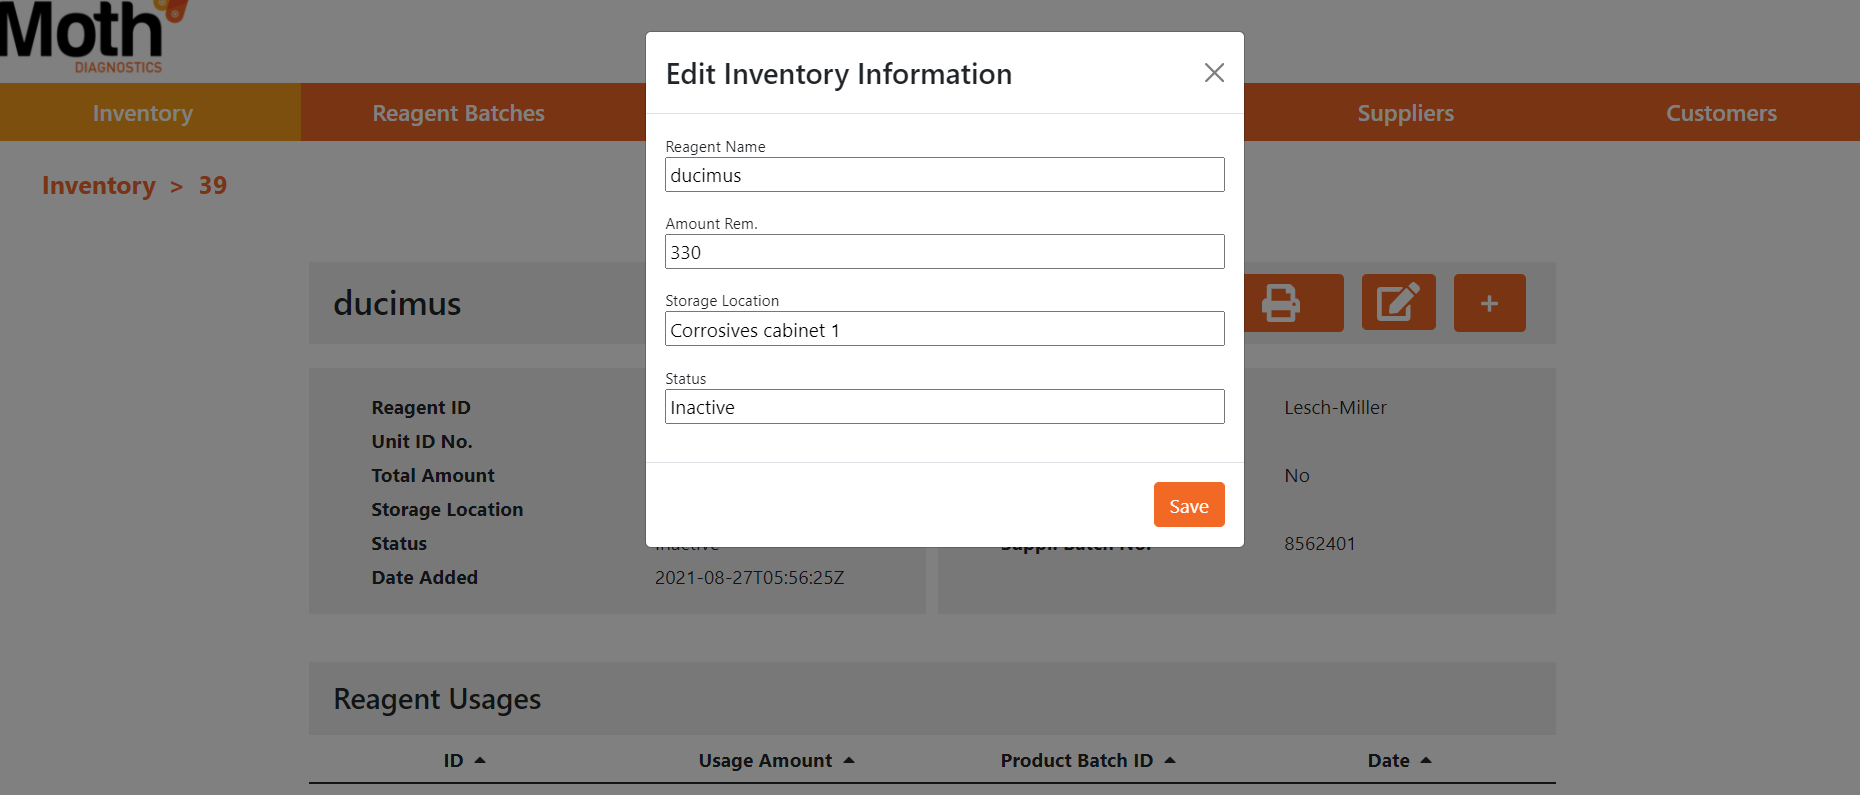 Moth
DIAGNOSTICS
Inventory
Reagent Batches
Suppliers
Customers
Inventory > 39
ducimus
+
Edit Inventory Information
Reagent Name
ducimus
Amount Rem.
330
Storage Location
Corrosives cabinet 1
Status
Inactive
Save
Reagent ID
Lesch-Miller
Unit ID No.
Total Amount
No
Storage Location
Status
8562401
Date Added 2021-08-27T05:56:25Z
Reagent Usages
ID Usage Amount Product Batch ID Date